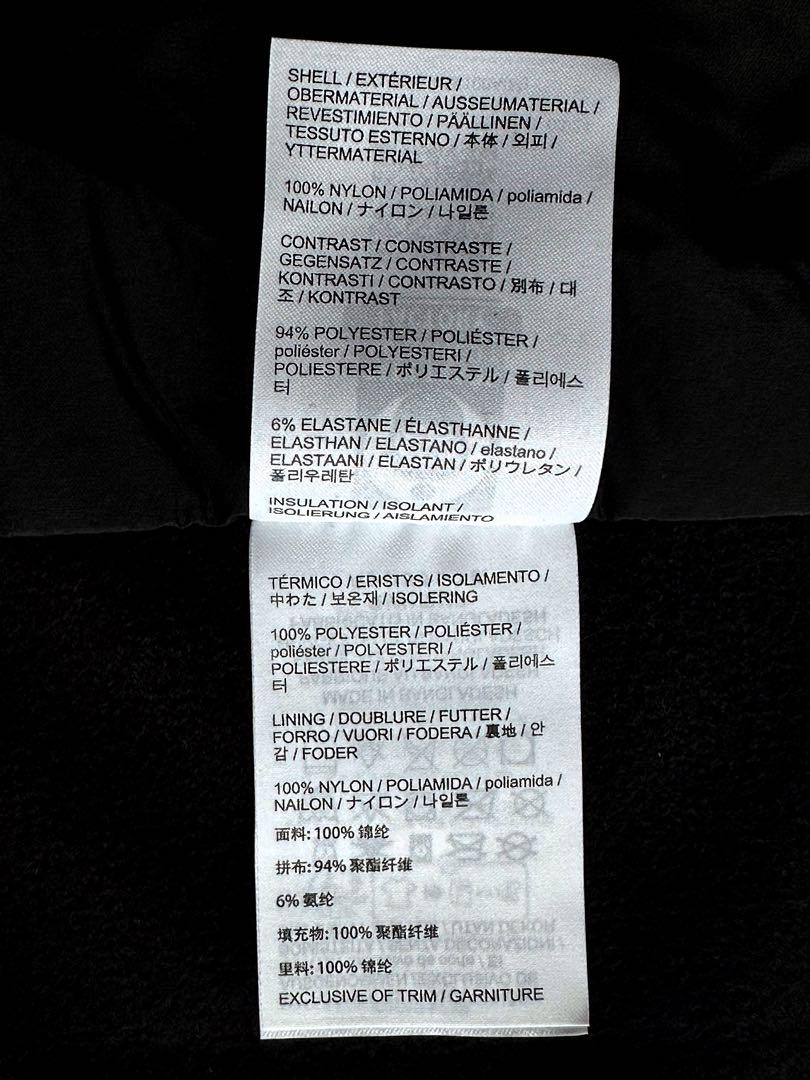 SHELL / EXTÉRIEUR /
OBERMATERIAL / AUSSEUMATERIAL /
REVESTIMIENTO / PÄÄLLINEN /
TESSUTO ESTERNO / 本体 / 외피 /
YTTERMATERIAL
100% NYLON / POLIAMIDA / poliamida /
NAILON / ナイロン / 나일론
CONTRAST / CONSTRASTE /
GEGENSATZ / CONTRASTE /
KONTRASTI / CONTRASTO / 別布 / 대
조 / KONTRAST
94% POLYESTER / POLIÉSTER /
poliéster / POLYESTERI /
POLIESTERE / ポリエステル / 폴리에스
터
6% ELASTANE / ÉLASTHANNE /
ELASTHAN / ELASTANO / elastano /
ELASTAANI / ELASTAN / ポリウレタン /
폴리우레탄
INSULATION / ISOLANT /
ISOLIERUNG / AISLAMIENTO
TÉRMICO / ERISTYS / ISOLAMENTO /
中わた / 보온재 / ISOLERING
100% POLYESTER / POLIÉSTER /
poliéster / POLYESTERI /
POLIESTERE / ポリエステル / 폴리에스
터
LINING / DOUBLURE / FUTTER /
FORRO / VUORI / FODERA / 裏地 / 안
감 / FODER
100% NYLON / POLIAMIDA / poliamida /
NAILON / ナイロン / 나일론
面料: 100% 锦纶
拼布: 94% 聚酯纤维
6% 氨纶
填充物: 100% 聚酯纤维
里料: 100% 锦纶
EXCLUSIVE OF TRIM / GARNITURE